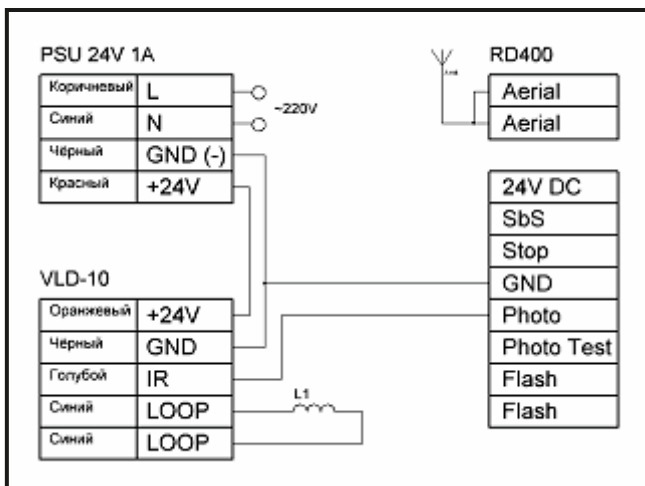 PSU 24V 1A
Коричневый L
Синий N
~220V
Чёрный GND (-)
Красный +24V
VLD-10
Оранжевый +24V
Чёрный GND
Голубой IR
Синий LOOP
Синий LOOP
L1
RD400
Aerial
Aerial
24V DC
SbS
Stop
GND
Photo
Photo Test
Flash
Flash